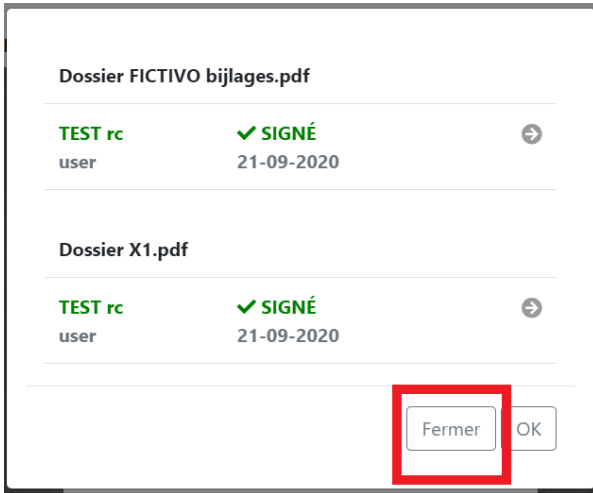 Dossier FICTIVO bijlages.pdf
TEST rc ✓ SIGNÉ
user 21-09-2020
Dossier X1.pdf
TEST rc ✓ SIGNÉ
user 21-09-2020
Fermer OK